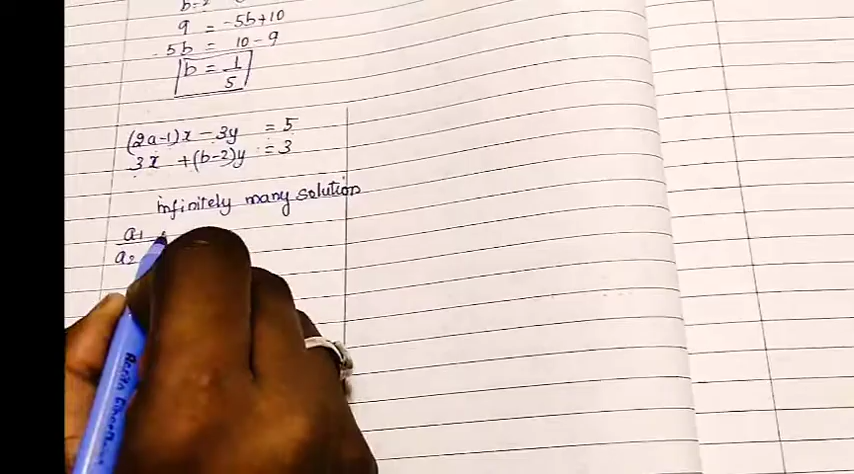 b=2
9 = -5b+10
5b = 10-9
b = 1/5
(2a-1)x - 3y = 5
3x + (b-2)y = 3
infinitely many solution
a1
a2